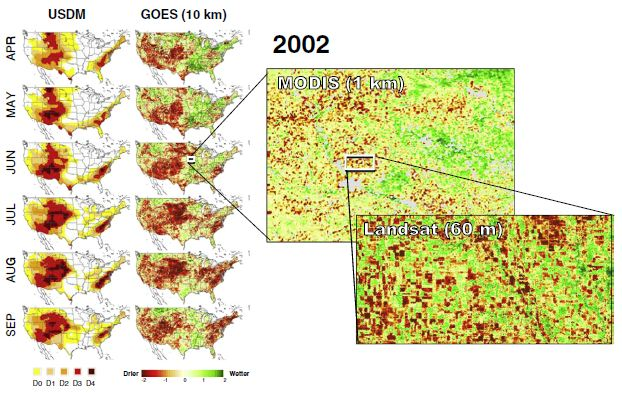 USDM
GOES (10 km)
2002
APR
MAY
JUN
JUL
AUG
SEP
MODIS (1 km)
Landsat (60 m)
D0 D1 D2 D3 D4
Drier -2 -1 0 1 2 Wetter